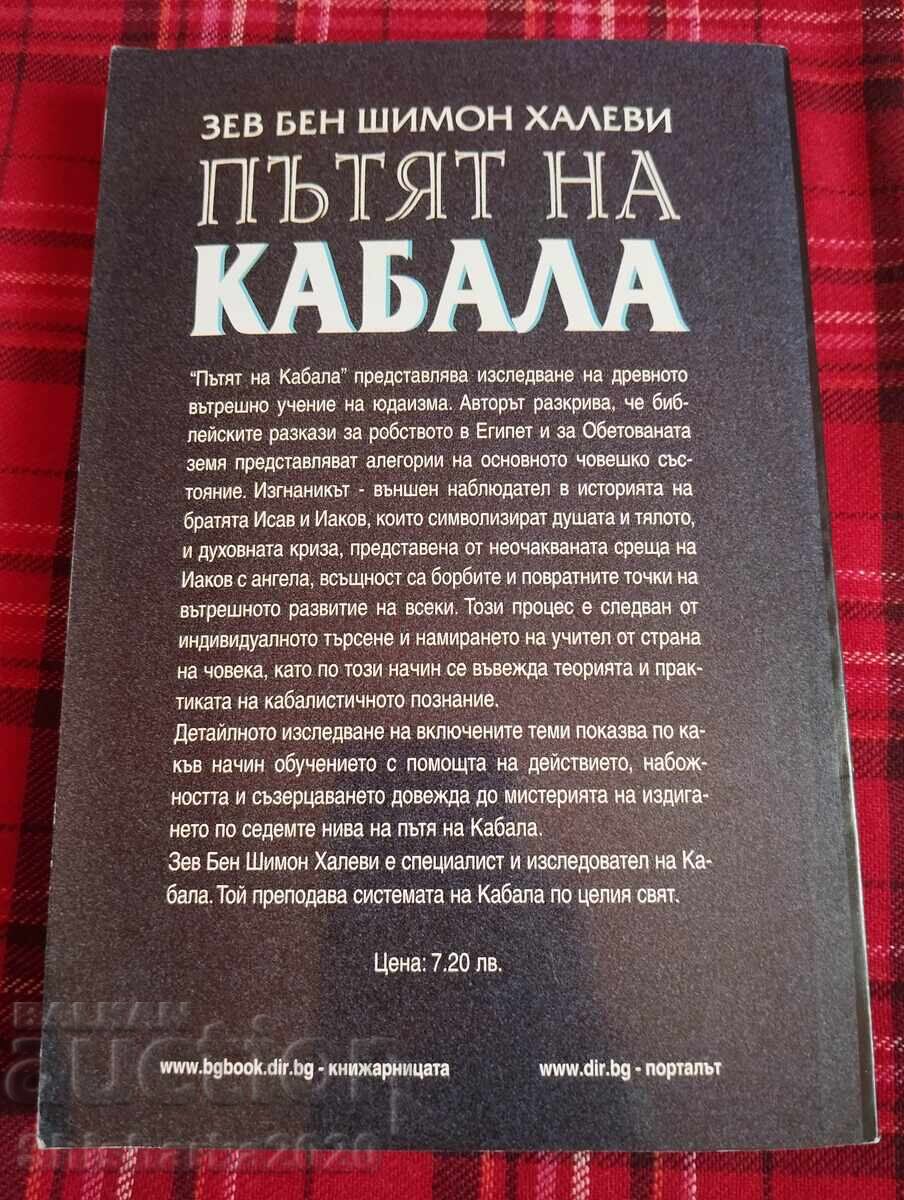 ЗЕВ БЕН ШИМОН ХАЛЕВИ
ПЪТЯТ НА
КАБАЛА
"Пътят на Кабала" представлява изследване на древното
вътрешно учение на юдаизма. Авторът разкрива, че биб-
лейските разкази за робството в Египет и за Обетованата
земя представляват алегории на основното човешко със-
тояние. Изгнаникът - външен наблюдател в историята на
братята Исав и Иаков, които символизират душата и тялото,
и духовната криза, представена от неочакваната среща на
Иаков с ангела, всъщност са борбите и повратните точки на
вътрешното развитие на всеки. Този процес е следван от
индивидуалното търсене и намирането на учител от страна
на човека, като по този начин се въвежда теорията и прак-
тиката на кабалистичното познание.
Детайлното изследване на включените теми показва по ка-
къв начин обучението с помощта на действието, набож-
ността и съзерцаването довежда до мистерията на издига-
нето по седемте нива на пътя на Кабала.
Зев Бен Шимон Халеви е специалист и изследовател на Ка-
бала. Той преподава системата на Кабала по целия свят.
Цена: 7.20 лв.
www.bgbook.dir.bg - книжарницата www.dir.bg - порталът
BALKAN
auction